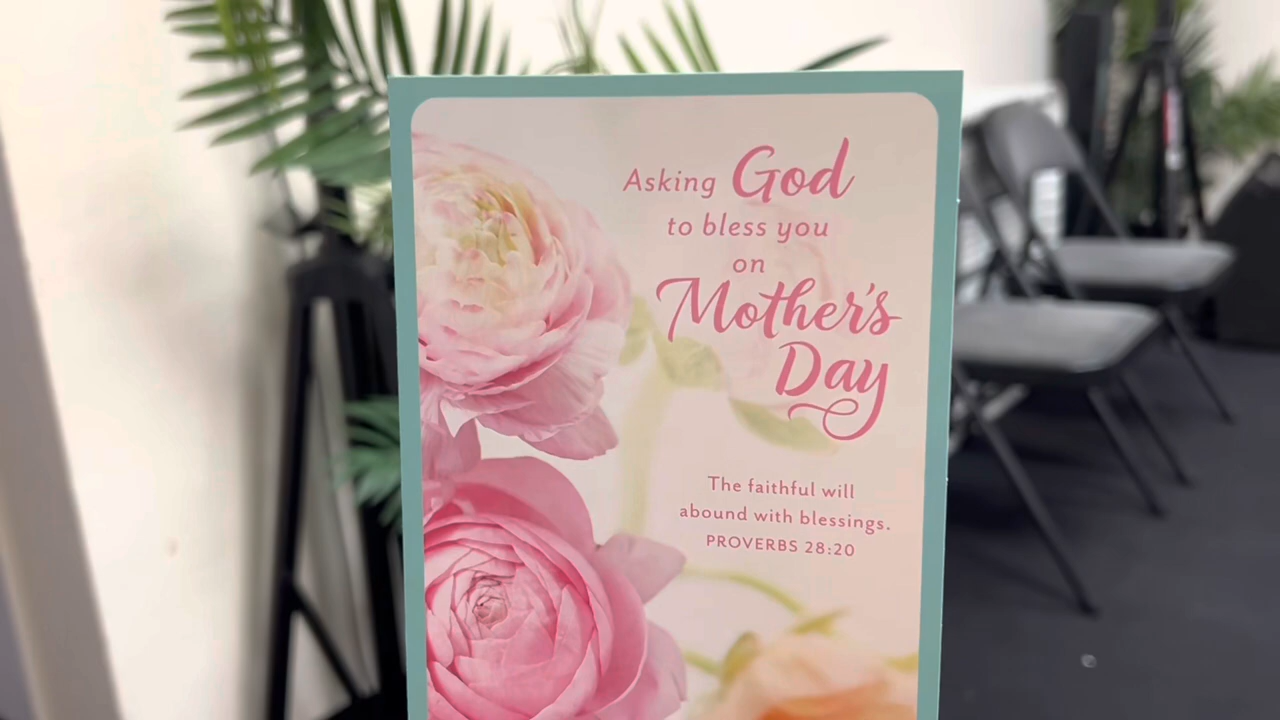 Asking God
to bless you
on
Mother's
Day
The faithful will
abound with blessings.
PROVERBS 28:20